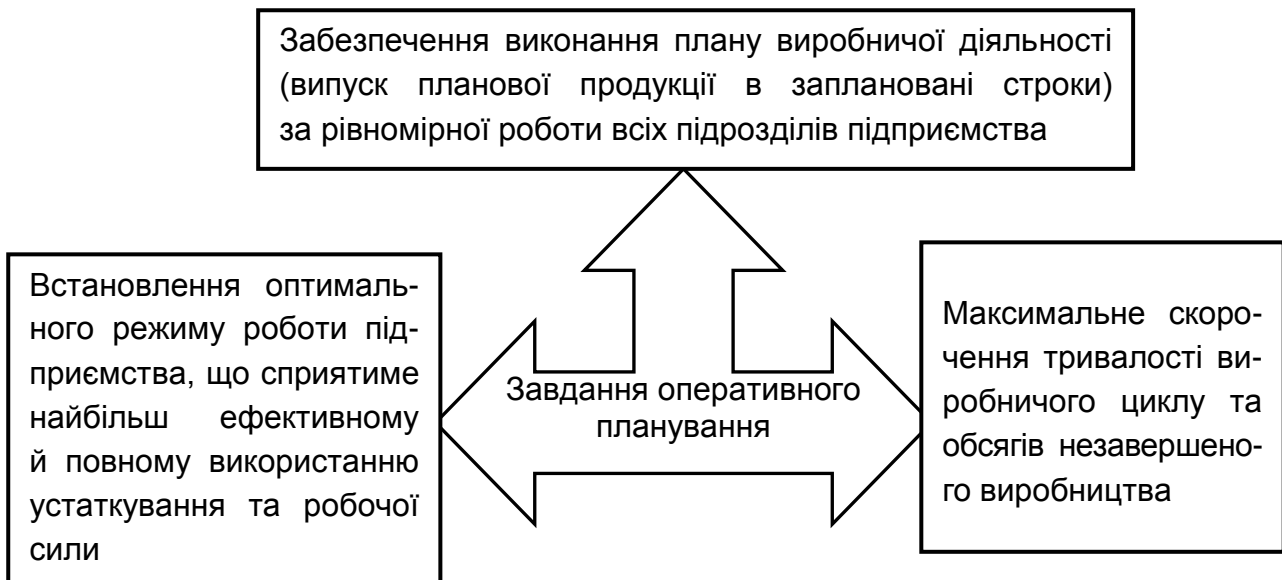 Забезпечення виконання плану виробничої діяльності
(випуск планової продукції в заплановані строки)
за рівномірної роботи всіх підрозділів підприємства
Встановлення оптималь-
ного режиму роботи під-
приємства, що сприятиме
найбільш ефективному
й повному використанню
устаткування та робочої
сили
Завдання оперативного
планування
Максимальне скоро-
чення тривалості ви-
робничого циклу та
обсягів незавершено-
го виробництва